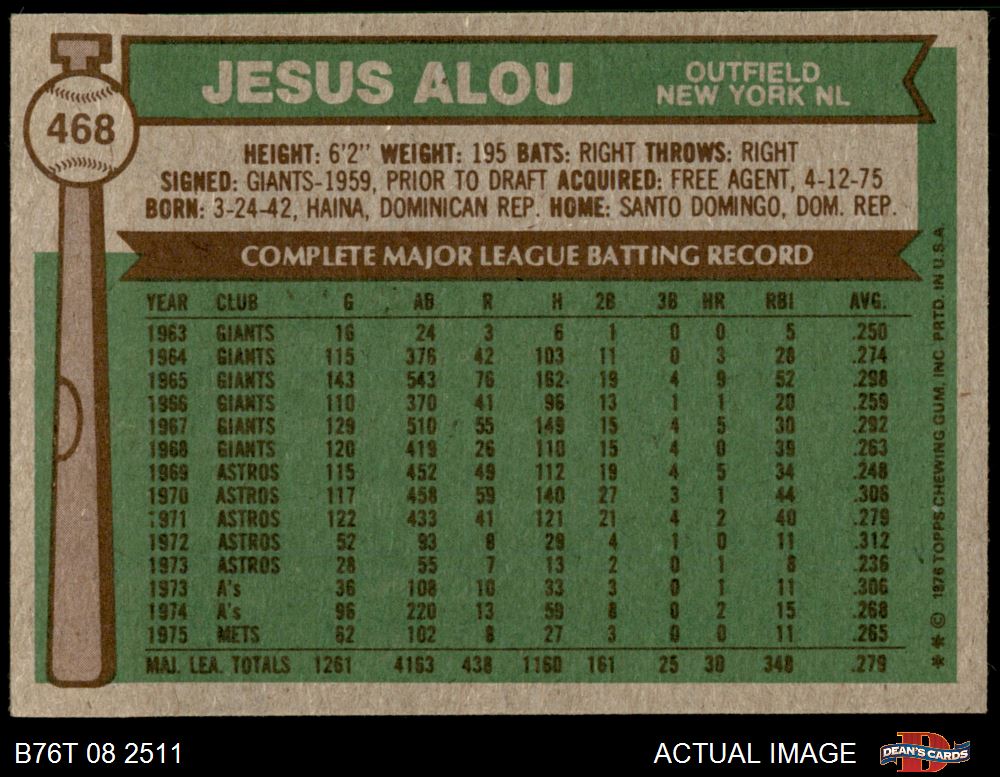 468
JESUS ALOU
OUTFIELD
NEW YORK NL
HEIGHT: 6'2" WEIGHT: 195 BATS: RIGHT THROWS: RIGHT
SIGNED: GIANTS-1959, PRIOR TO DRAFT ACQUIRED: FREE AGENT, 4-12-75
BORN: 3-24-42, HAINA, DOMINICAN REP. HOME: SANTO DOMINGO, DOM. REP.
COMPLETE MAJOR LEAGUE BATTING RECORD
YEAR CLUB G AB R H 2B 3B HR RBI AVG.
1963 GIANTS 16 24 3 6 1 0 0 5 .250
1964 GIANTS 115 376 42 103 11 0 3 28 .274
1965 GIANTS 143 543 76 162 19 4 9 52 .298
1966 GIANTS 110 370 41 96 13 1 1 20 .259
1967 GIANTS 129 510 55 149 15 4 5 30 .292
1968 GIANTS 120 419 26 110 15 4 0 39 .263
1969 ASTROS 115 452 49 112 19 4 5 34 .248
1970 ASTROS 117 458 59 140 27 3 1 44 .306
1971 ASTROS 122 433 41 121 21 4 2 40 .279
1972 ASTROS 52 93 8 29 4 1 0 11 .312
1973 ASTROS 28 55 7 13 2 0 1 8 .236
1973 A's 36 108 10 33 3 0 1 11 .306
1974 A's 96 220 13 59 8 0 2 15 .268
1975 METS 62 102 8 27 3 0 0 11 .265
MAJ. LEA. TOTALS 1261 4163 438 1160 161 25 30 348 .279
* * © 1976 TOPPS CHEWING GUM, INC. PRTD. IN U.S.A.
B76T 08 2511
ACTUAL IMAGE
DEAN'S CARDS